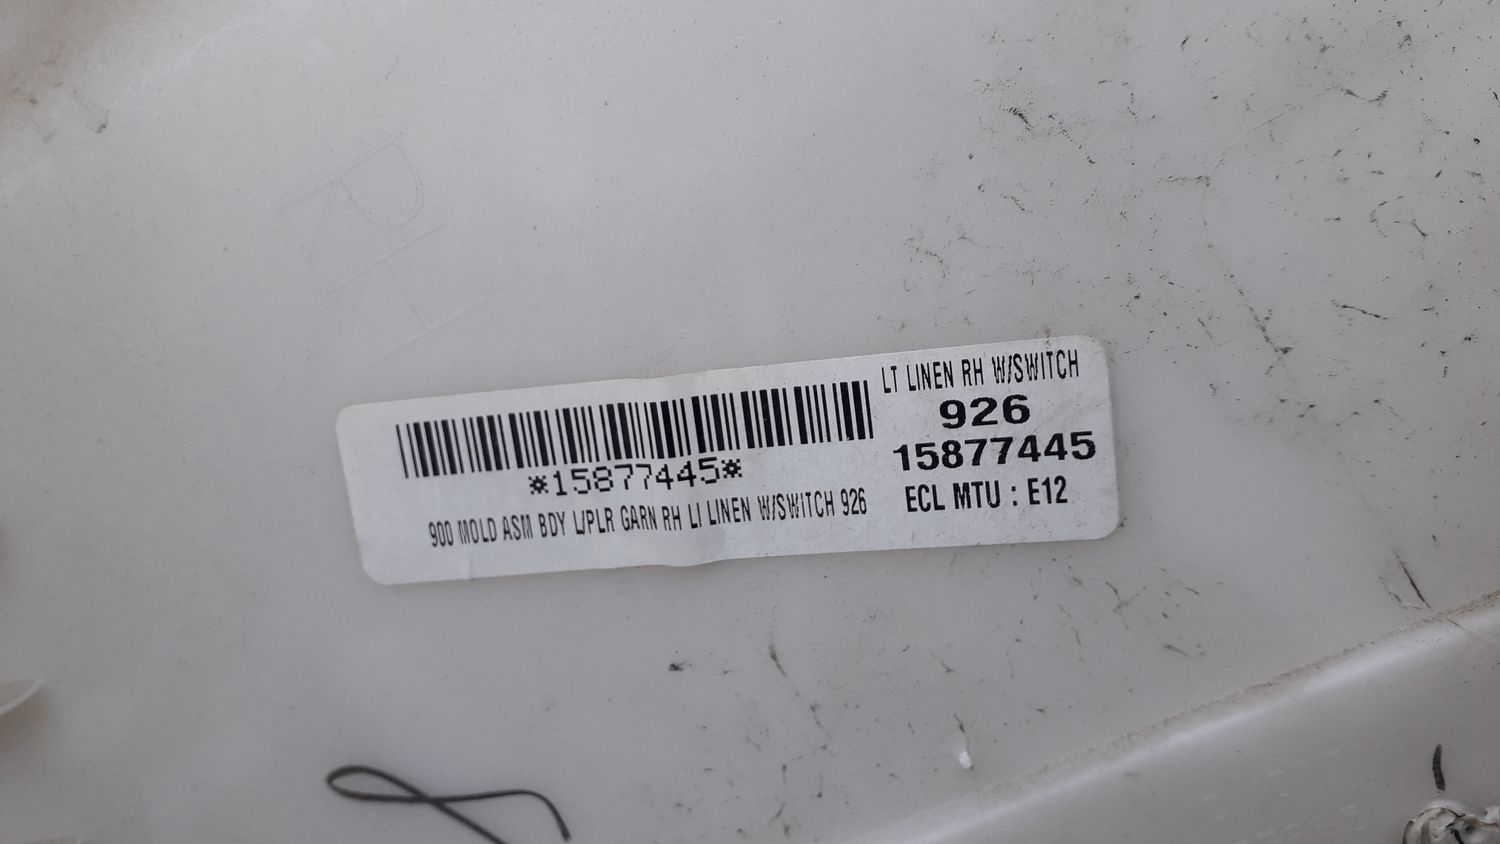 RH
*15877445*
900 MOLD ASM BDY L/PLR GARN RH LI LINEN W/SWITCH 926
LT LINEN RH W/SWITCH
926
15877445
ECL MTU : E12